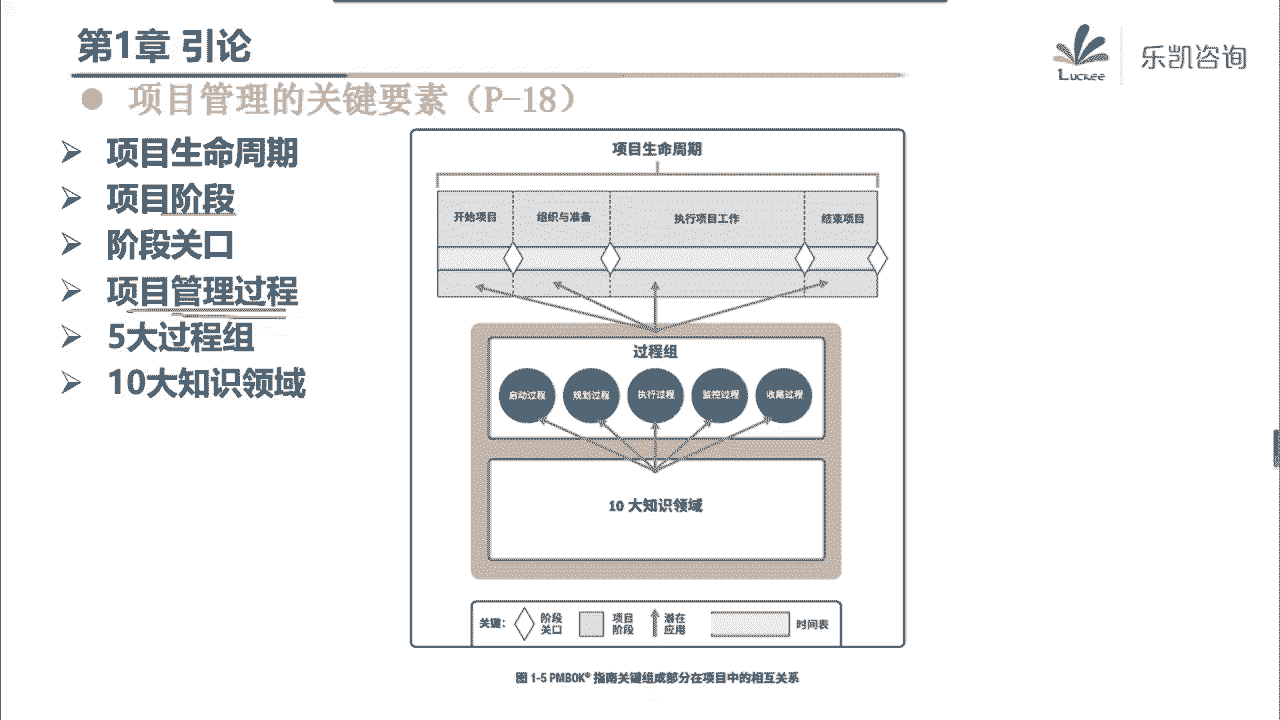 第1章 引论
Luckee
乐凯咨询
项目管理的关键要素（P-18）
项目生命周期
项目阶段
阶段关口
项目管理过程
5大过程组
10大知识领域
项目生命周期
开始项目
组织与准备
执行项目工作
结束项目
过程组
启动过程
规划过程
执行过程
监控过程
收尾过程
10 大知识领域
关键：
阶段
关口
项目
阶段
潜在
应用
时间表
图 1-5 PMBOK® 指南关键组成部分在项目中的相互关系